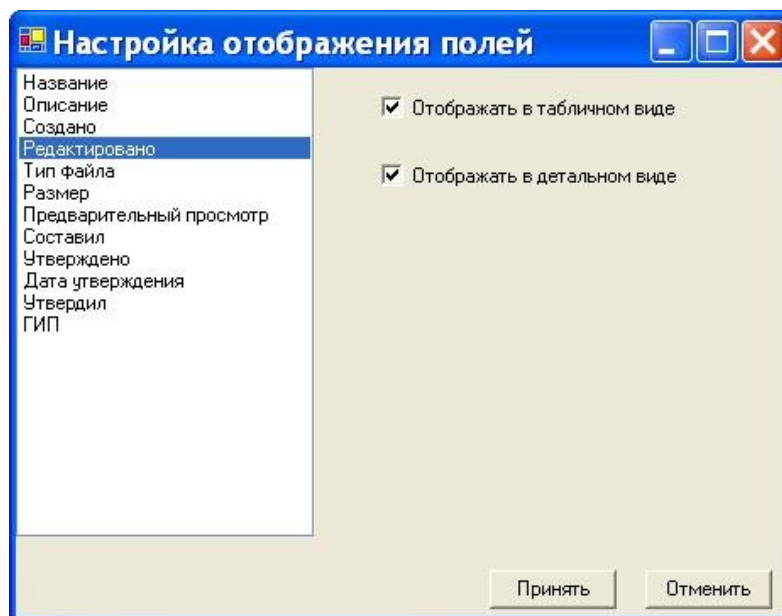 Настройка отображения полей
Название
Описание
Создано
Редактировано
Тип файла
Размер
Предварительный просмотр
Составил
Утверждено
Дата утверждения
Утвердил
ГИП
Отображать в табличном виде
Отображать в детальном виде
Принять
Отменить